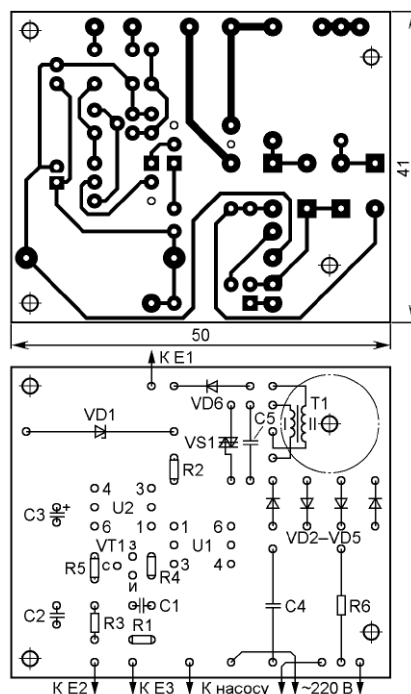 41
50
К Е1
VD1
VD6
C5
T1
VS1
I
II
R2
C3
+
4
3
U2
6
1
1
6
VD2–VD5
VT1
з
U1
R5
с
R4
3
4
и
C2
R3
C1
C4
R6
R1
К Е2
К Е3
К насосу
~220 В